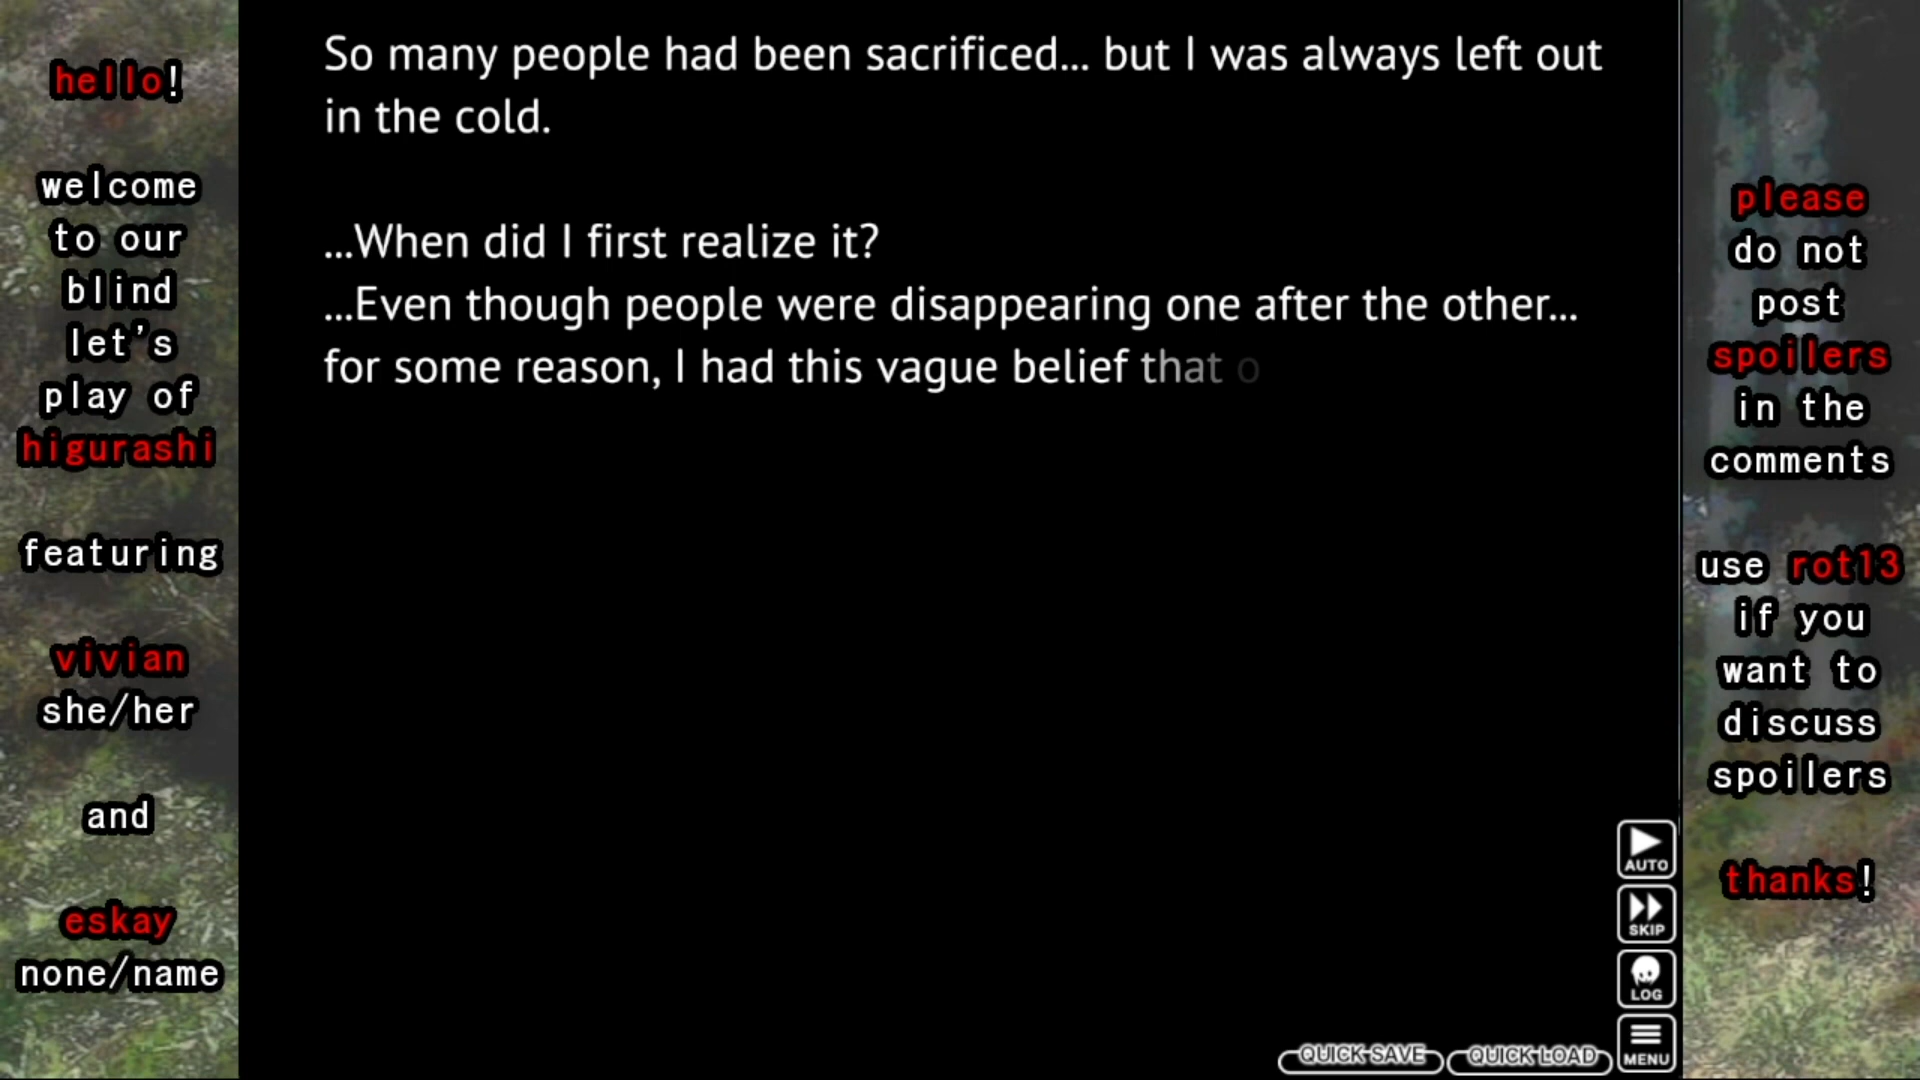 hello!
welcome
to our
blind
let's
play of
higurashi
featuring
vivian
she/her
and
eskay
none/name
So many people had been sacrificed... but I was always left out
in the cold.
...When did I first realize it?
...Even though people were disappearing one after the other...
for some reason, I had this vague belief that o
AUTO
SKIP
LOG
MENU
QUICK SAVE QUICK LOAD
please
do not
post
spoilers
in the
comments
use rot13
if you
want to
discuss
spoilers
thanks!